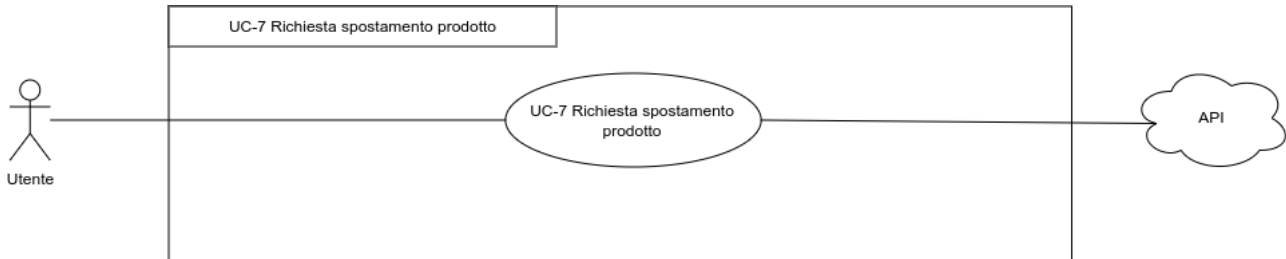 UC-7 Richiesta spostamento prodotto
UC-7 Richiesta spostamento
prodotto
API
Utente